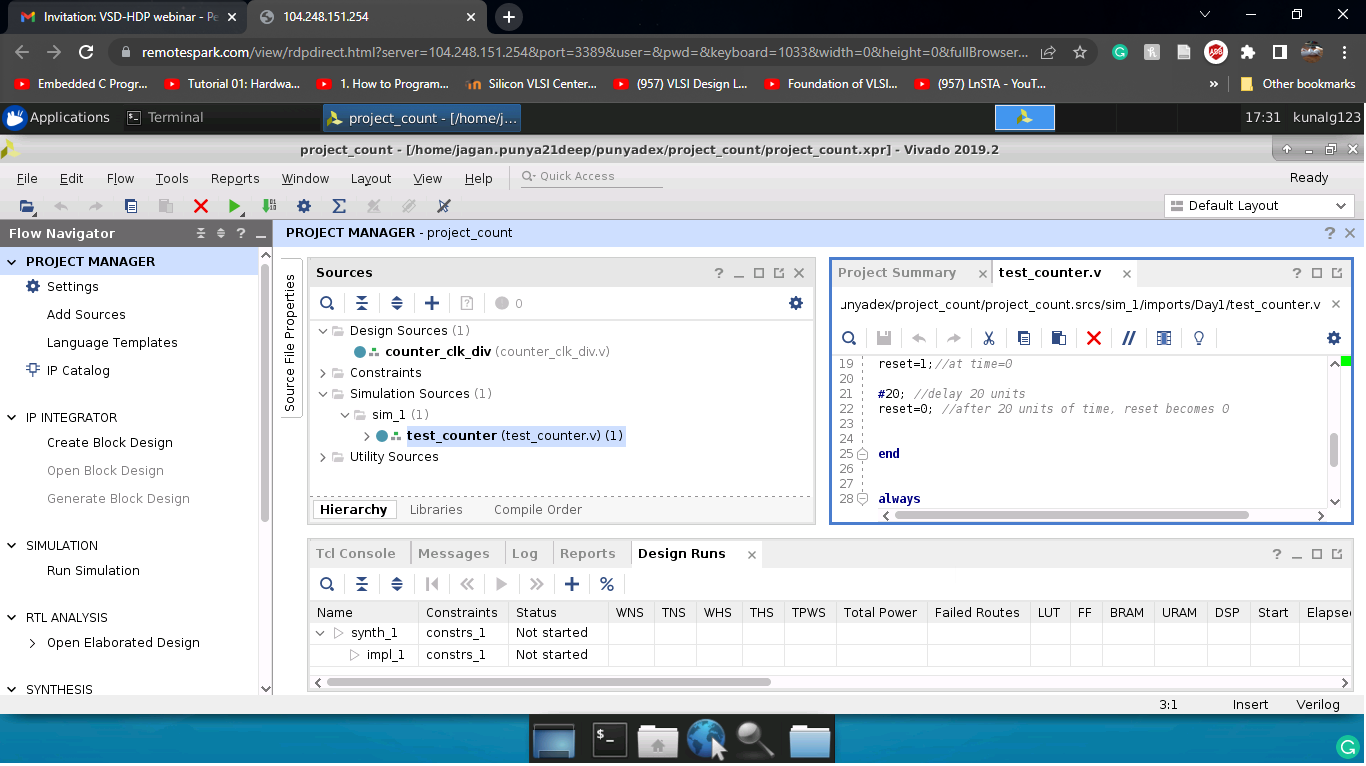 Invitation: VSD-HDP webinar - Pe
104.248.151.254
remotespark.com/view/rdpdirect.html?server=104.248.151.254&port=3389&user=&pwd=&keyboard=1033&width=0&height=0&fullBrowser...
Embedded C Progr...
Tutorial 01: Hardwa...
1. How to Program...
Silicon VLSI Center...
(957) VLSI Design L...
Foundation of VLSI...
(957) LnSTA - YouT...
»
Other bookmarks
Applications
Terminal
project_count - [/home/j...
17:31
kunalg123
project_count - [/home/jagan.punya21deep/punyadex/project_count/project_count.xpr] - Vivado 2019.2
File Edit Flow Tools Reports Window Layout View Help
Quick Access
Ready
Default Layout
Flow Navigator
PROJECT MANAGER
Settings
Add Sources
Language Templates
IP Catalog
IP INTEGRATOR
Create Block Design
Open Block Design
Generate Block Design
SIMULATION
Run Simulation
RTL ANALYSIS
Open Elaborated Design
SYNTHESIS
PROJECT MANAGER - project_count
Source File Properties
Sources
0
Design Sources (1)
counter_clk_div (counter_clk_div.v)
Constraints
Simulation Sources (1)
sim_1 (1)
test_counter (test_counter.v) (1)
Utility Sources
Hierarchy Libraries Compile Order
Project Summary
test_counter.v
unyadex/project_count/project_count.srcs/sim_1/imports/Day1/test_counter.v
19 reset=1;//at time=0
20
21 #20; //delay 20 units
22 reset=0; //after 20 units of time, reset becomes 0
23
24
25 end
26
27
28 always
Tcl Console Messages Log Reports Design Runs
Name Constraints Status WNS TNS WHS THS TPWS Total Power Failed Routes LUT FF BRAM URAM DSP Start Elapse
synth_1 constrs_1 Not started
impl_1 constrs_1 Not started
3:1 Insert Verilog